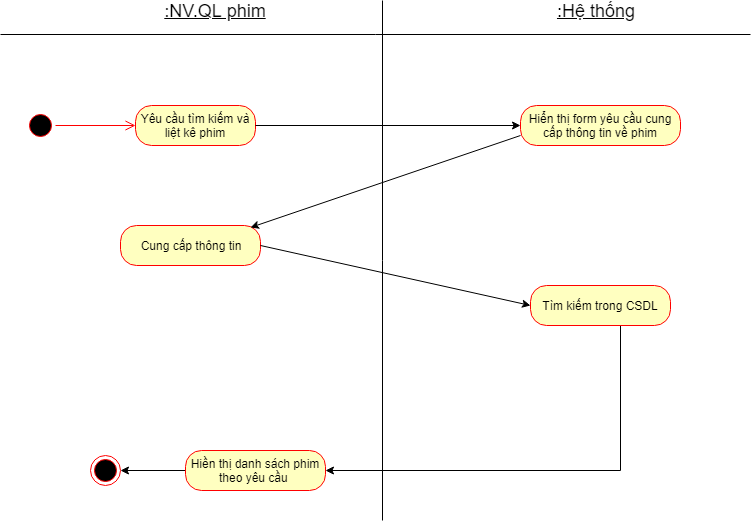 :NV.QL phim
:Hệ thống
Yêu cầu tìm kiếm và
liệt kê phim
Hiển thị form yêu cầu cung
cấp thông tin về phim
Cung cấp thông tin
Tìm kiếm trong CSDL
Hiền thị danh sách phim
theo yêu cầu